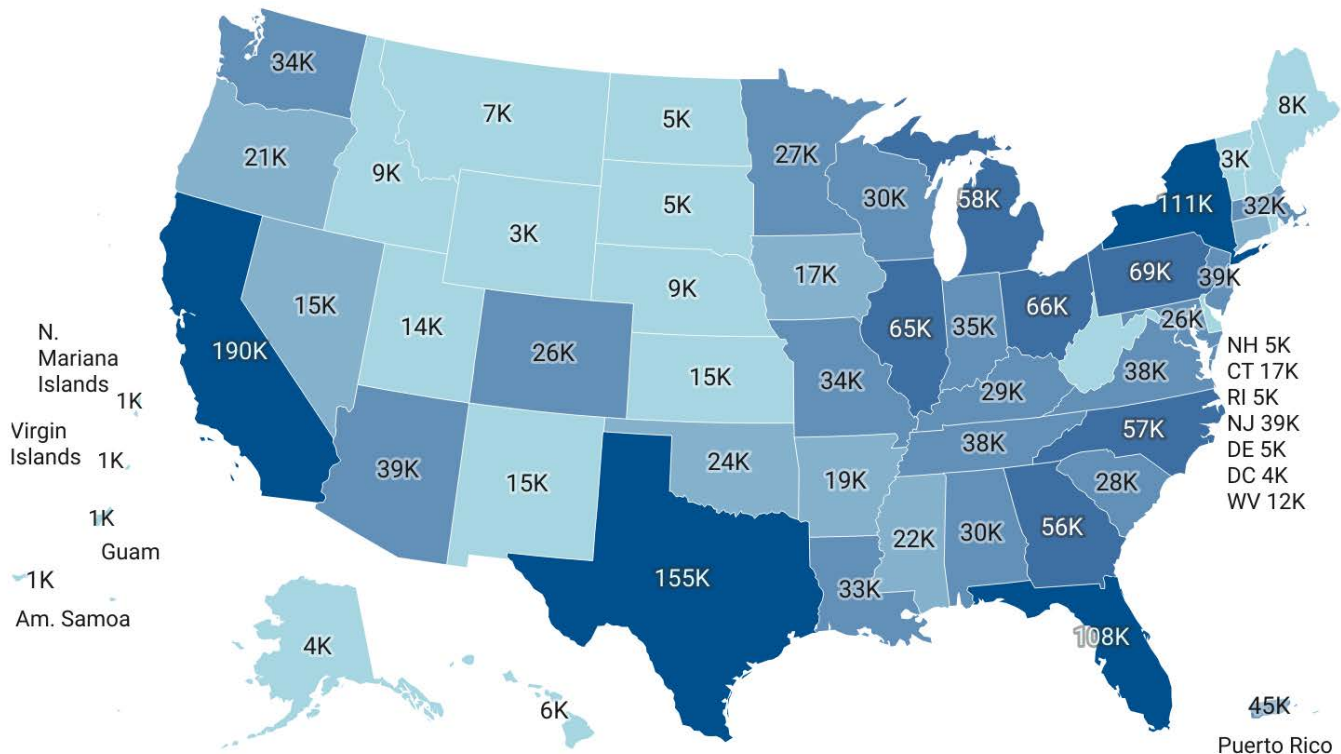 34K
7K
5K
8K
21K
9K
27K
3K
30K
58K
111K
32K
5K
3K
17K
69K
39K
9K
15K
14K
66K
65K
35K
26K
N.
Mariana
Islands
1K
190K
26K
15K
34K
29K
38K
NH 5K
CT 17K
RI 5K
NJ 39K
DE 5K
DC 4K
WV 12K
Virgin
Islands
1K
39K
15K
24K
19K
38K
57K
28K
1K
Guam
22K
30K
56K
1K
Am. Samoa
155K
33K
108K
4K
6K
45K
Puerto Rico